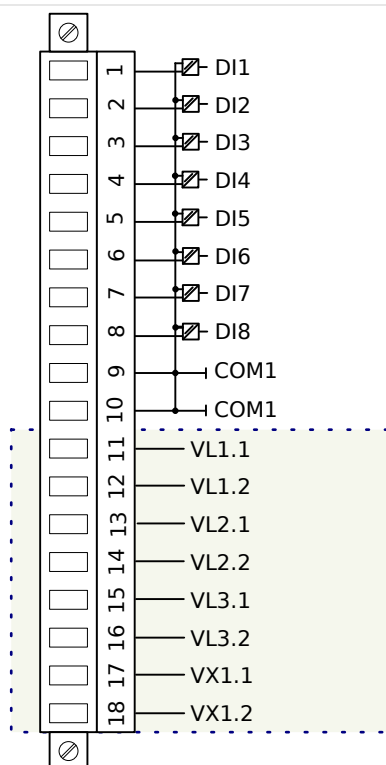 1 DI1
2 DI2
3 DI3
4 DI4
5 DI5
6 DI6
7 DI7
8 DI8
9 COM1
10 COM1
11 VL1.1
12 VL1.2
13 VL2.1
14 VL2.2
15 VL3.1
16 VL3.2
17 VX1.1
18 VX1.2